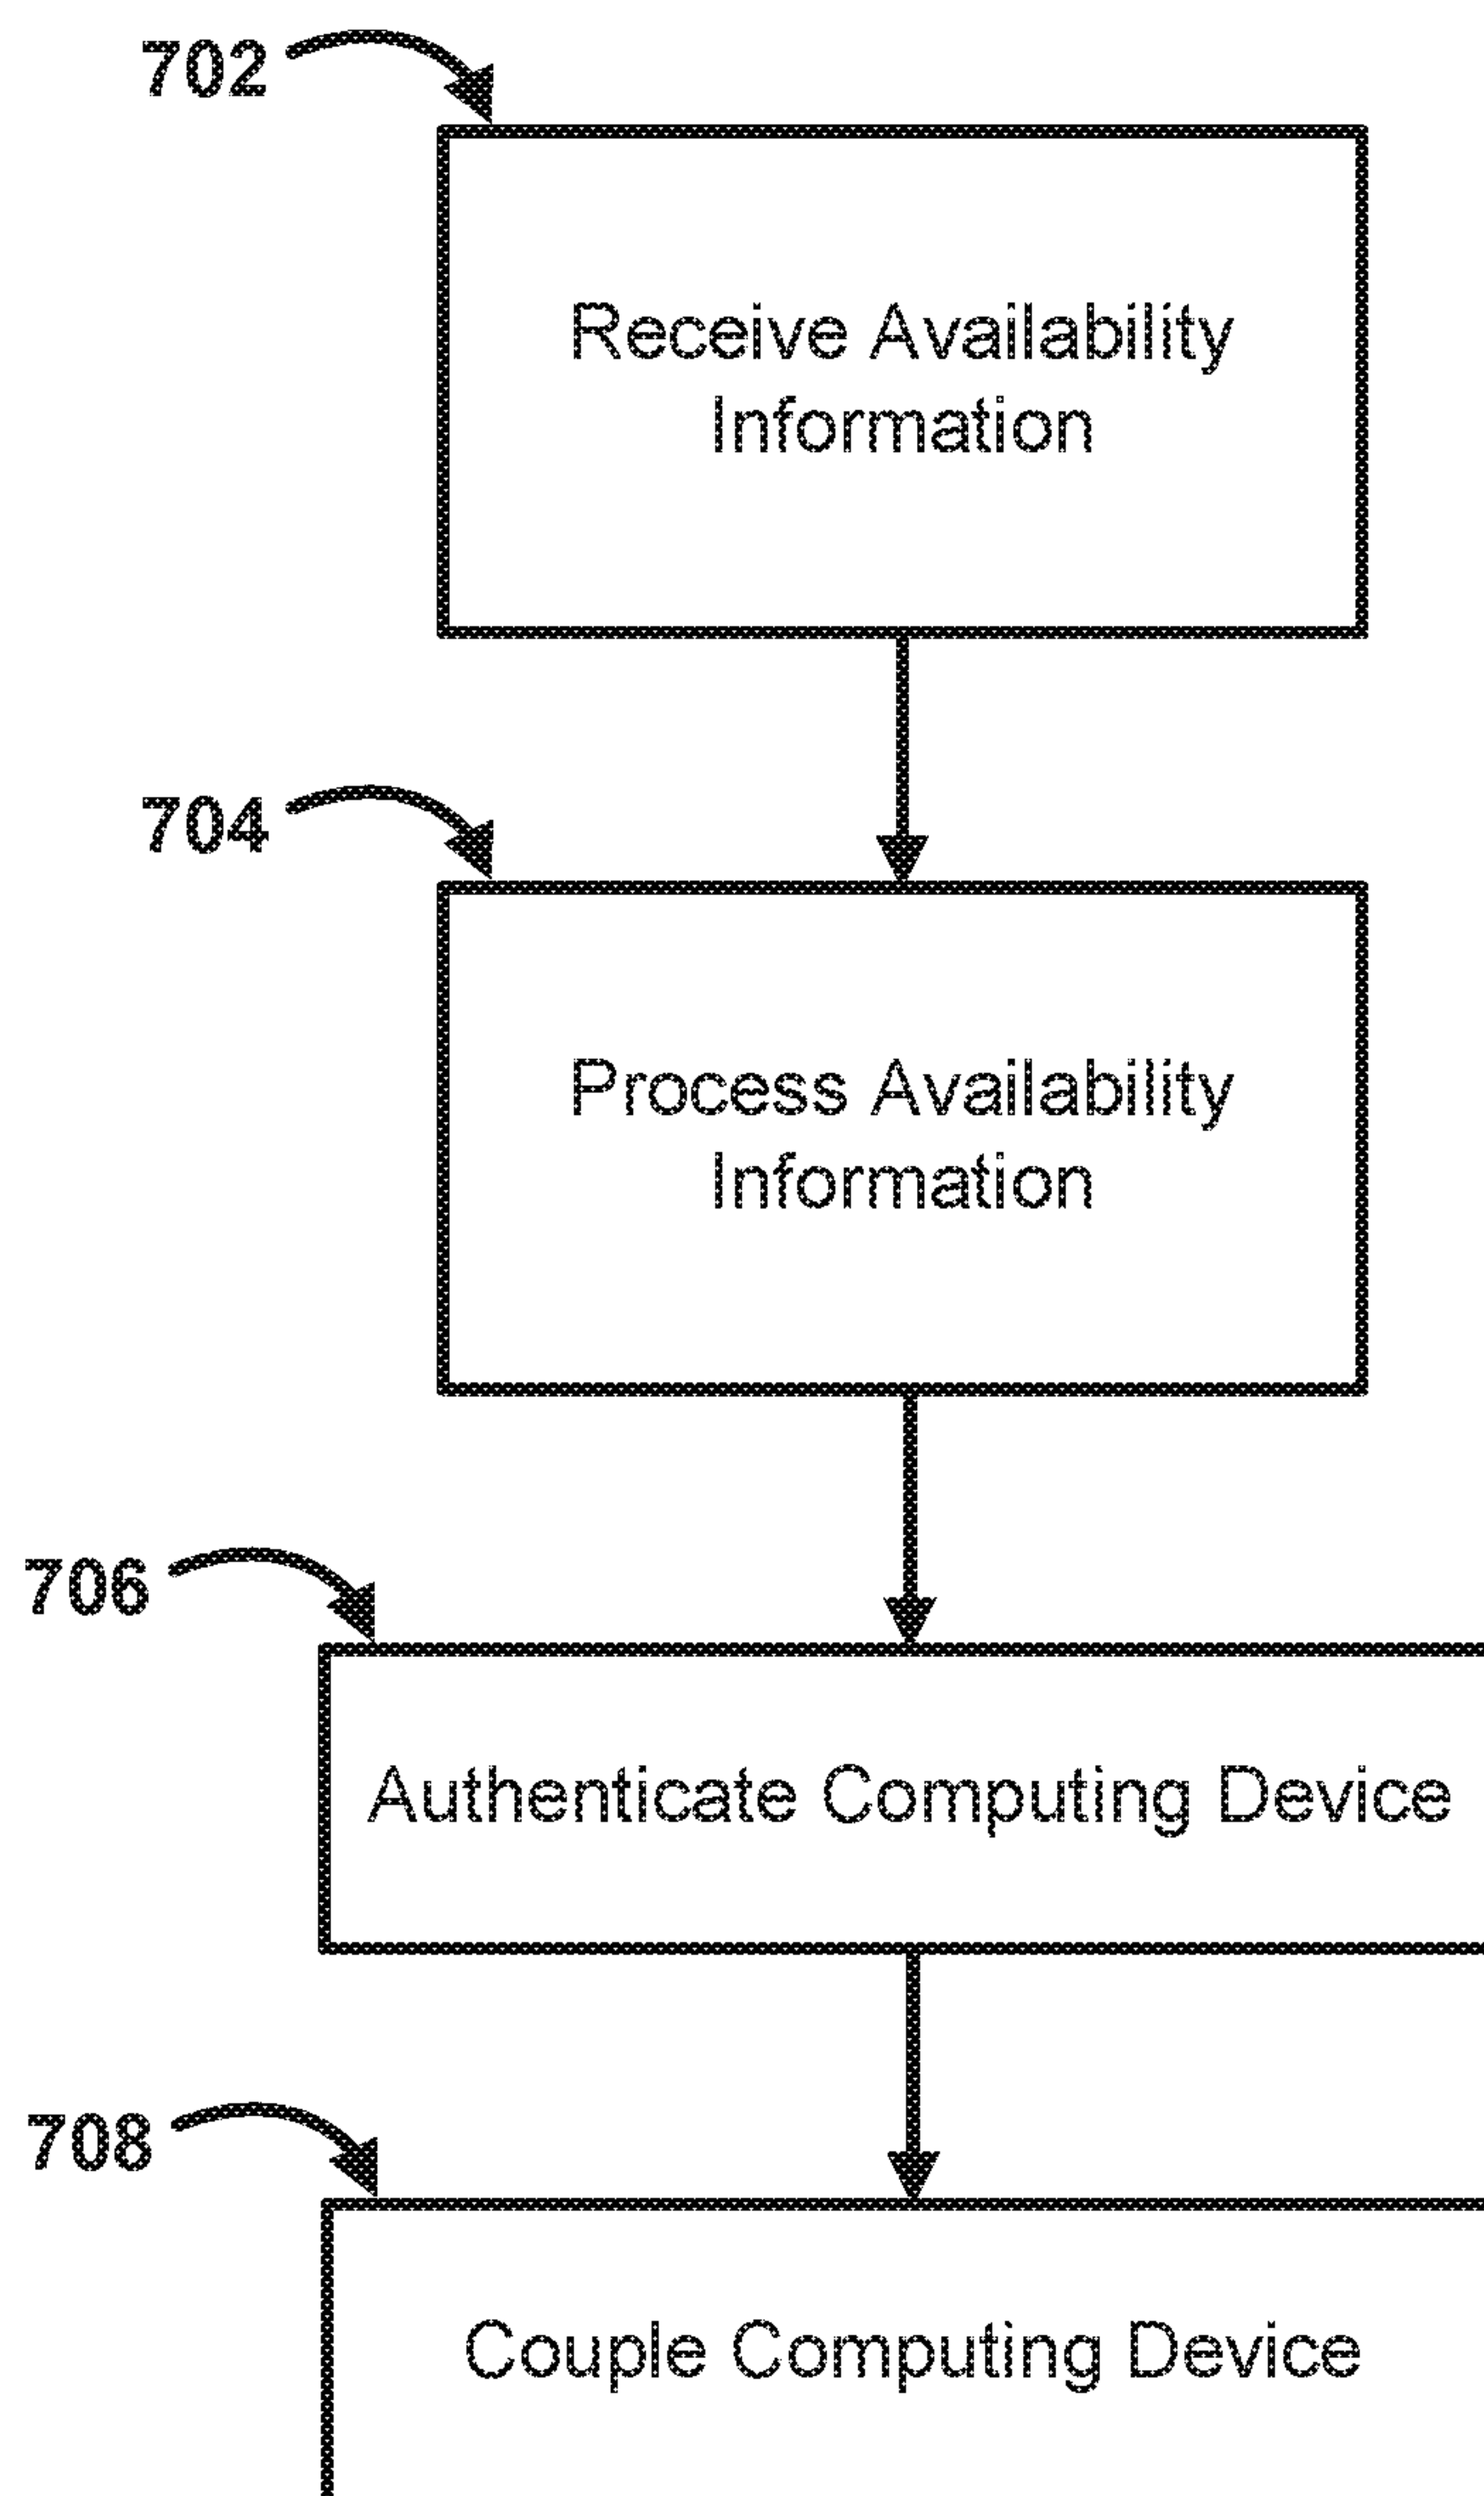 702
Receive Availability
Information
704
Process Availability
Information
706
Authenticate Computing Device
708
Couple Computing Device